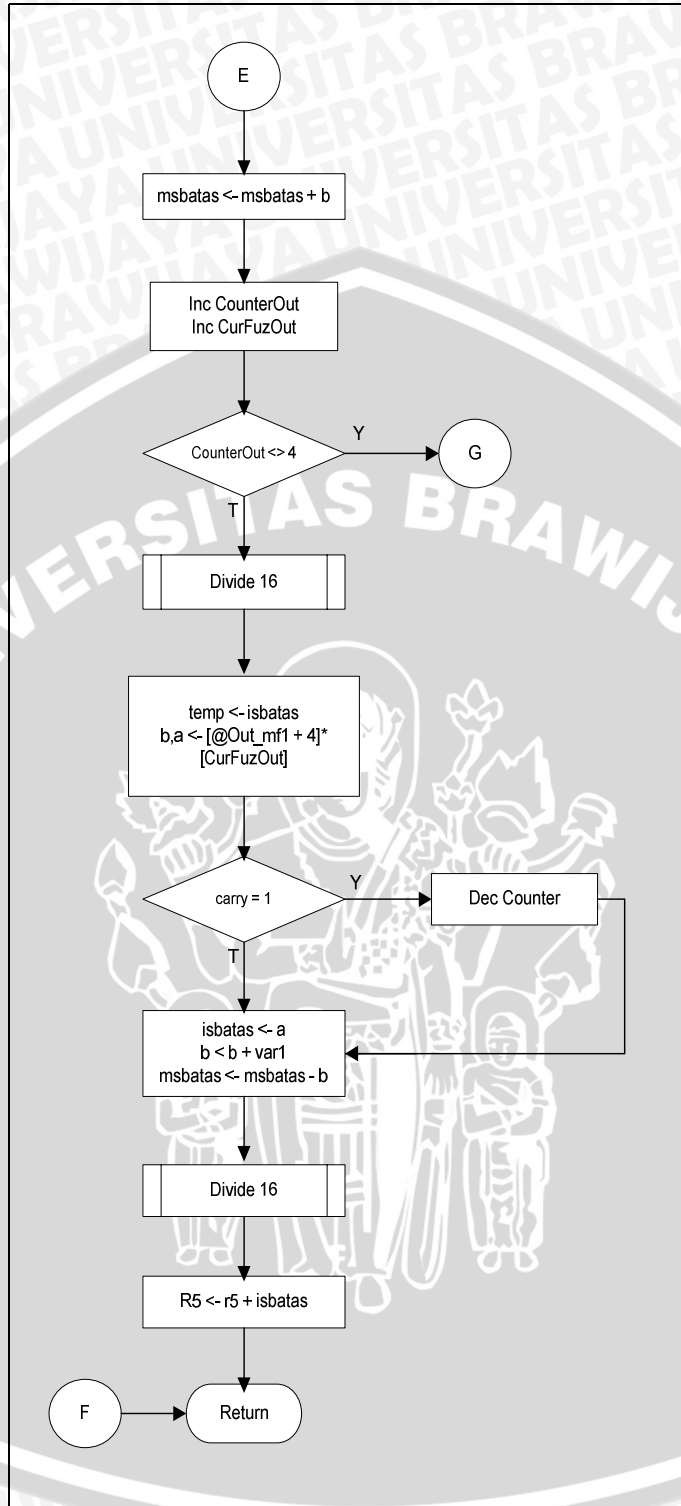 E
msbatas <- msbatas + b
Inc CounterOut
Inc CurFuzOut
CounterOut <> 4
Y
G
T
Divide 16
temp <- isbatas
b,a <- [@Out_mf1 + 4]*
[CurFuzOut]
carry = 1
Y
Dec Counter
T
isbatas <- a
b < b + var1
msbatas <- msbatas - b
Divide 16
R5 <- r5 + isbatas
F
Return